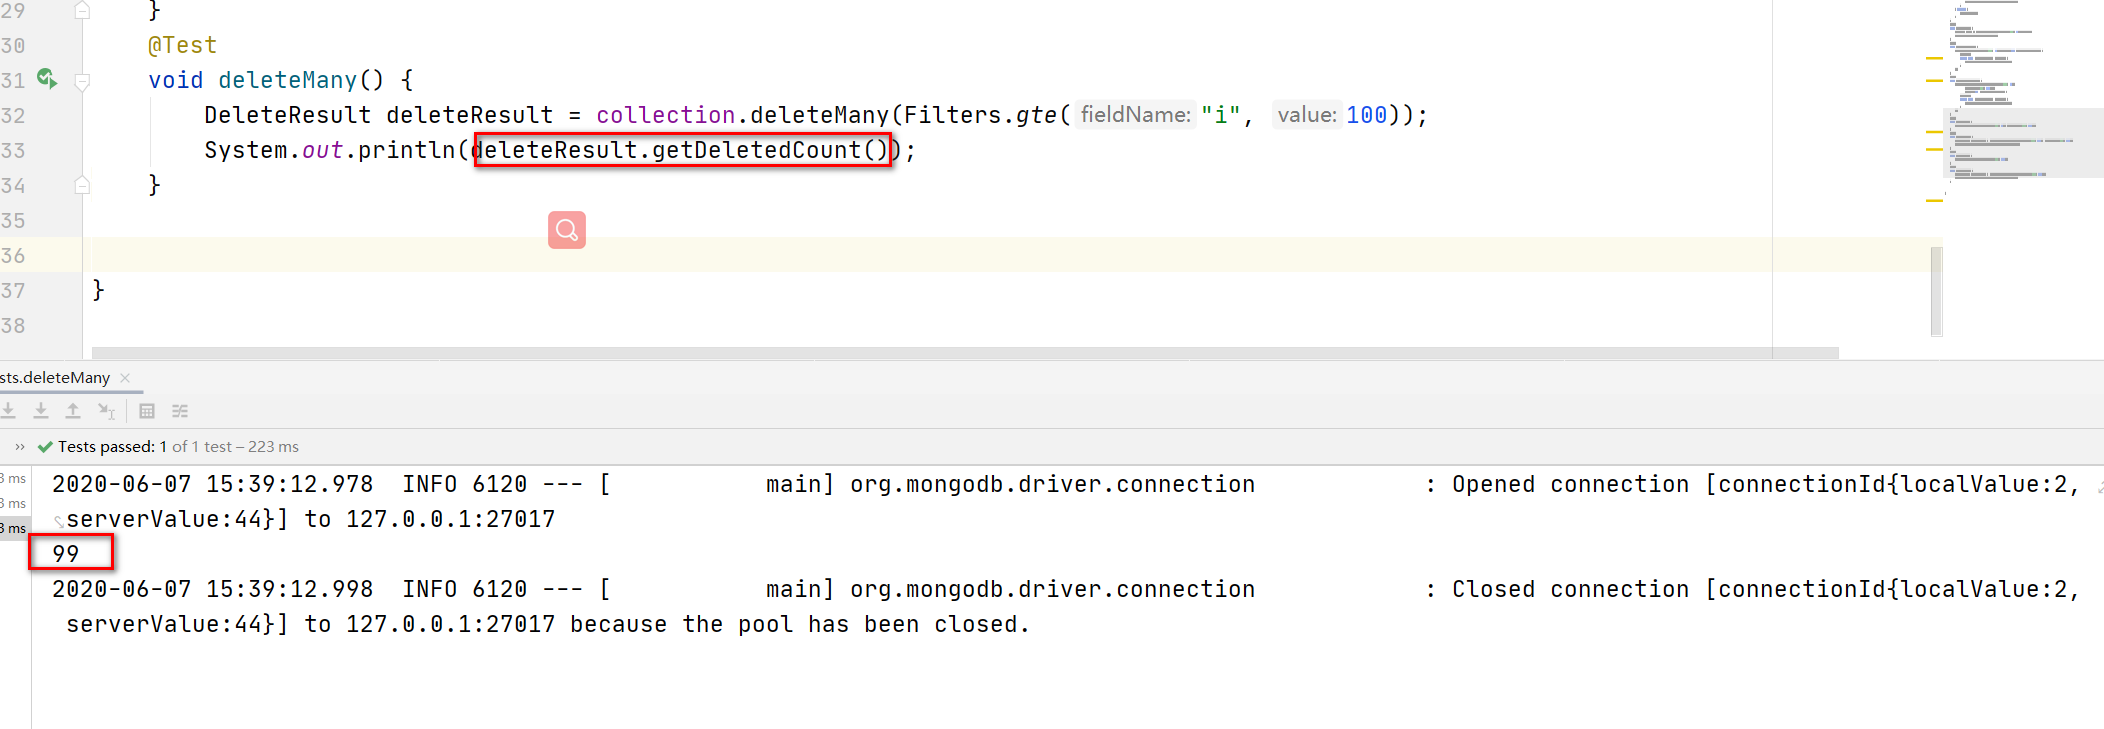 29 }
30 @Test
31 void deleteMany() {
32 DeleteResult deleteResult = collection.deleteMany(Filters.gte( fieldName: "i", value: 100));
33 System.out.println(deleteResult.getDeletedCount());
34 }
35
36
37 }
38
sts.deleteMany ×
›› Tests passed: 1 of 1 test – 223 ms
3 ms 2020-06-07 15:39:12.978 INFO 6120 --- [ main] org.mongodb.driver.connection : Opened connection [connectionId{localValue:2,
3 ms serverValue:44}] to 127.0.0.1:27017
3 ms
99
2020-06-07 15:39:12.998 INFO 6120 --- [ main] org.mongodb.driver.connection : Closed connection [connectionId{localValue:2,
serverValue:44}] to 127.0.0.1:27017 because the pool has been closed.